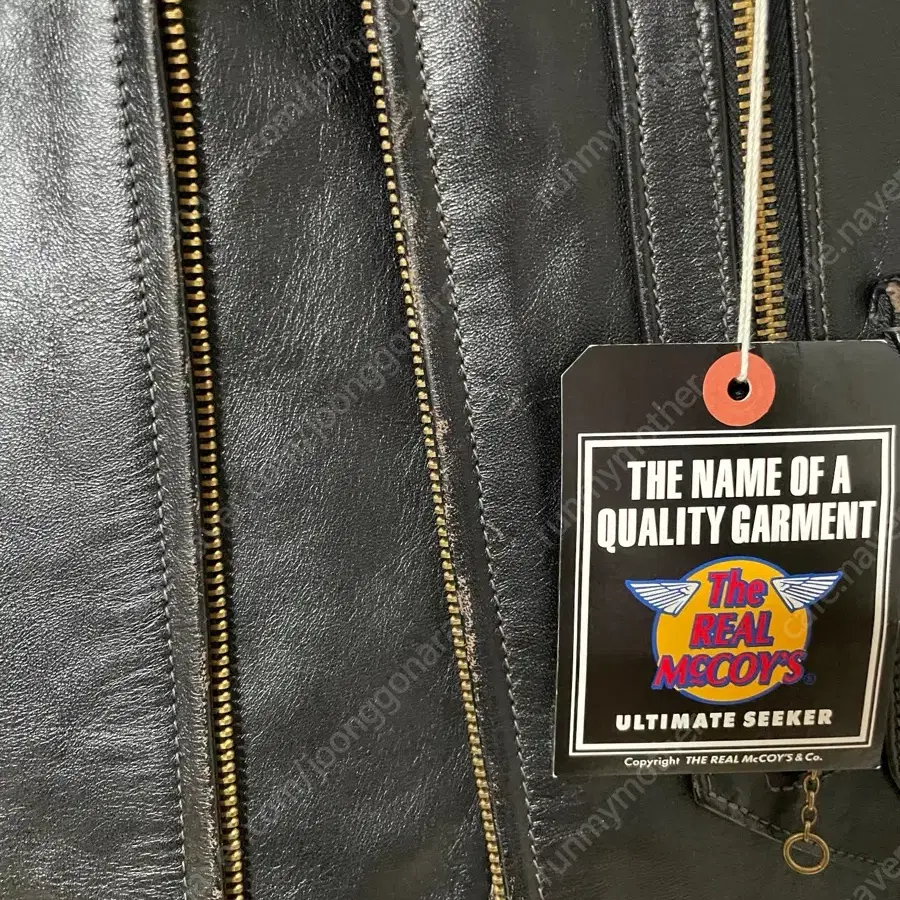 THE NAME OF A
QUALITY GARMENT
The
REAL
McCOY'S®
ULTIMATE SEEKER
Copyright THE REAL McCOY'S & Co.